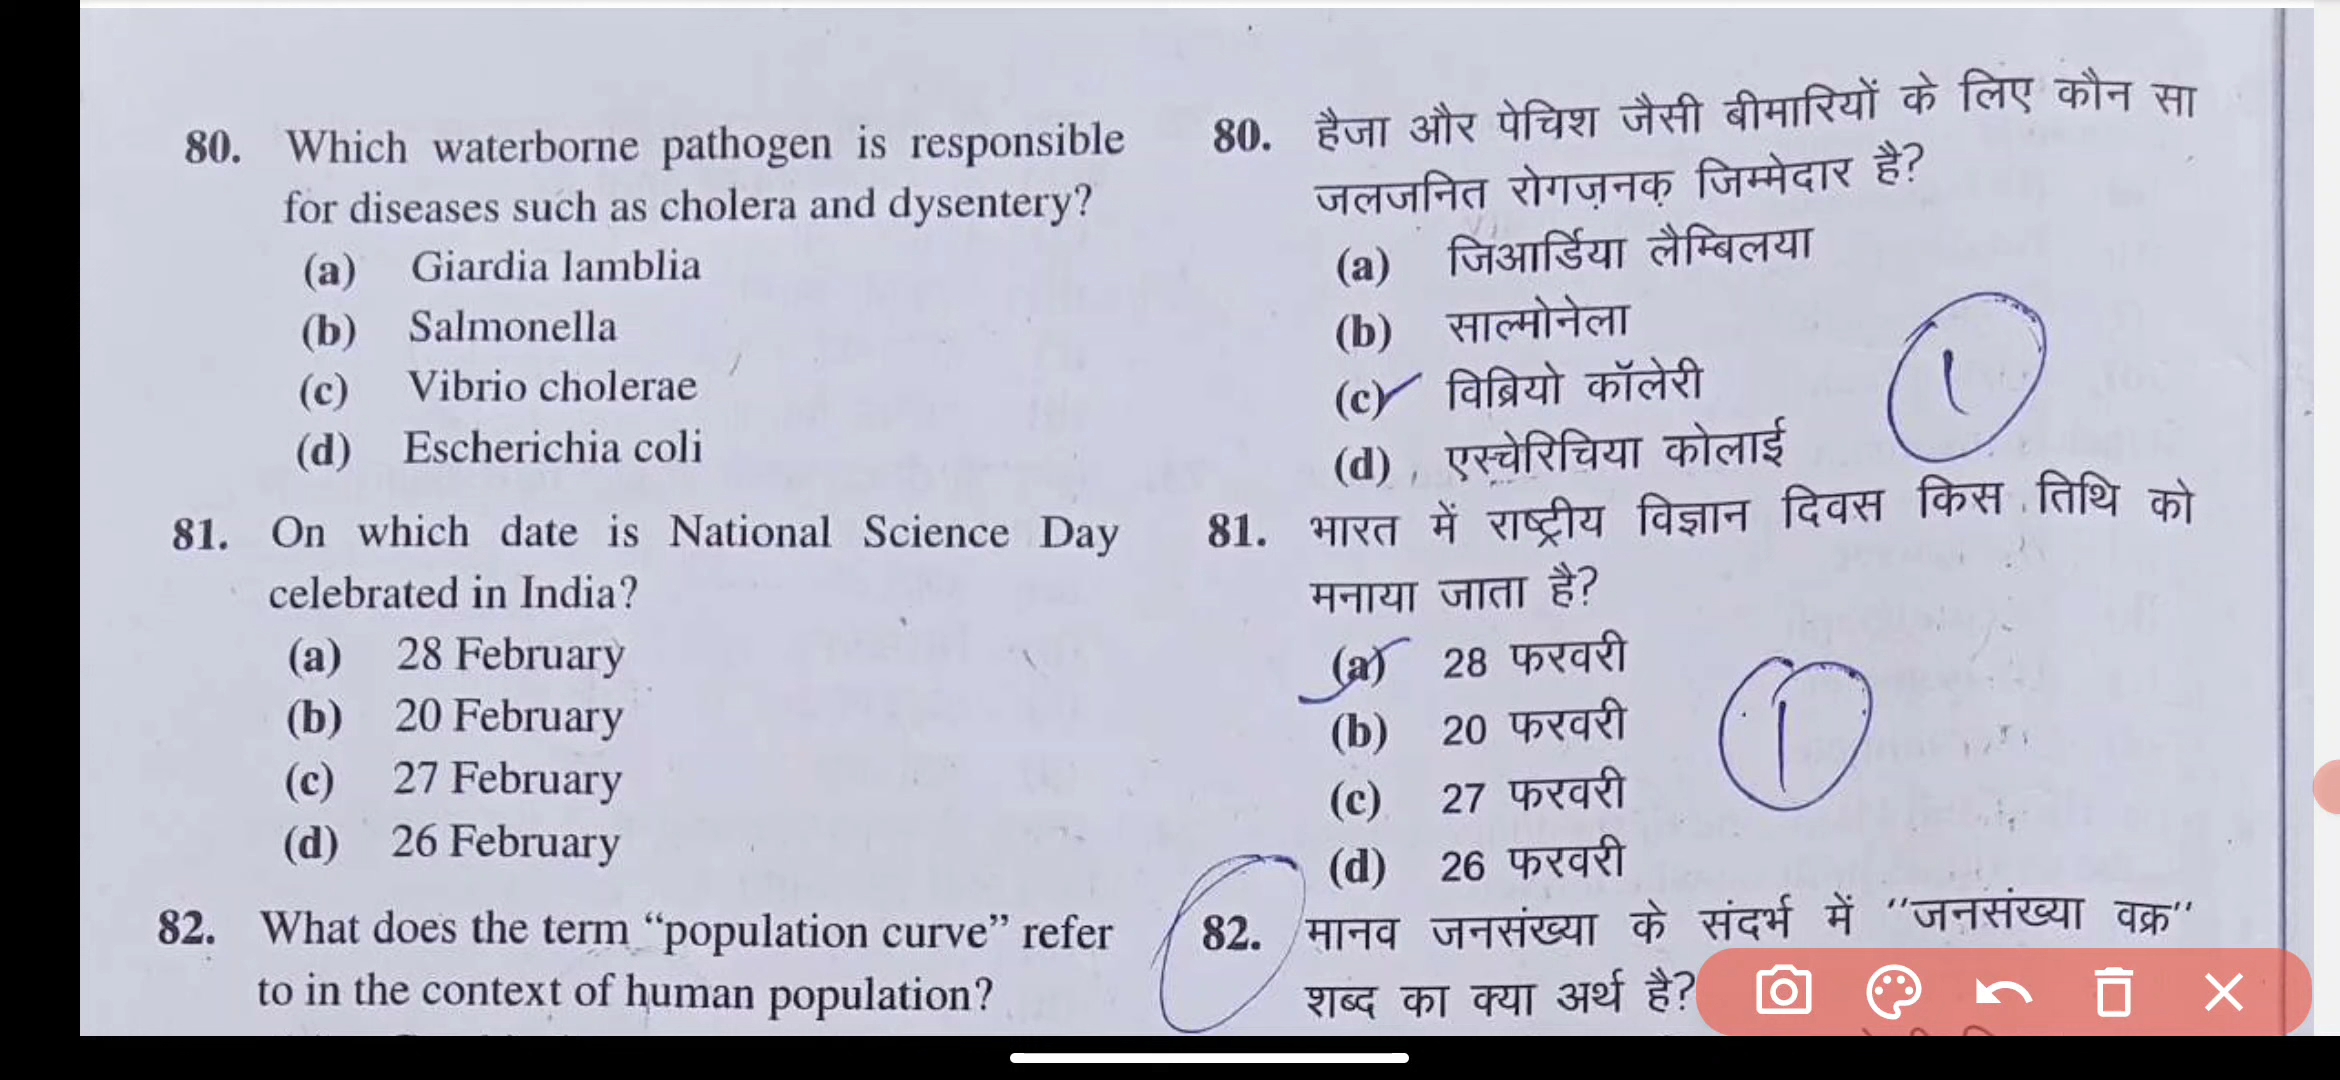 80. Which waterborne pathogen is responsible
for diseases such as cholera and dysentery?
(a) Giardia lamblia
(b) Salmonella
(c) Vibrio cholerae
(d) Escherichia coli
81. On which date is National Science Day
celebrated in India?
(a) 28 February
(b) 20 February
(c) 27 February
(d) 26 February
82. What does the term “population curve” refer
to in the context of human population?
80. हैजा और पेचिश जैसी बीमारियों के लिए कौन सा
जलजनित रोगज़नक़ जिम्मेदार है?
(a) जिआर्डिया लैम्बिलया
(b) साल्मोनेला
(c) विब्रियो कॉलेरी
(d) एस्चेरिचिया कोलाई
1
81. भारत में राष्ट्रीय विज्ञान दिवस किस तिथि को
मनाया जाता है?
(a) 28 फरवरी
(b) 20 फरवरी
(c) 27 फरवरी
(d) 26 फरवरी
1
82. मानव जनसंख्या के संदर्भ में "जनसंख्या वक्र"
शब्द का क्या अर्थ है?